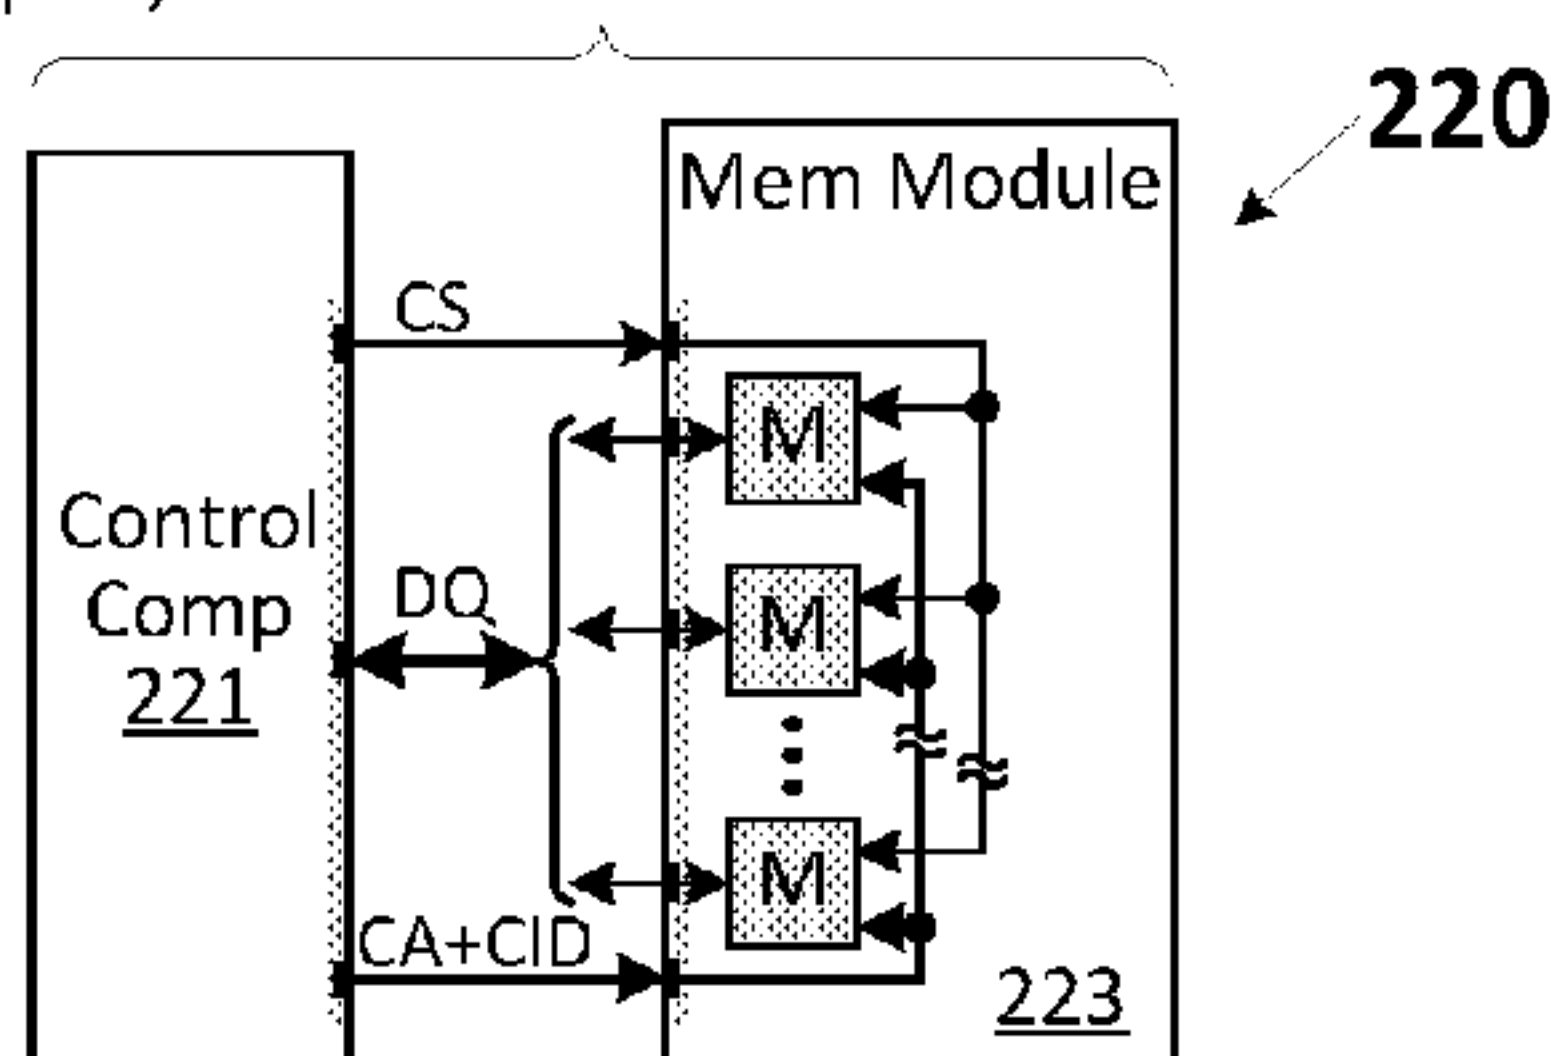 220
Mem Module
CS
M
Control
Comp
221
DQ
M
M
CA+CID
223